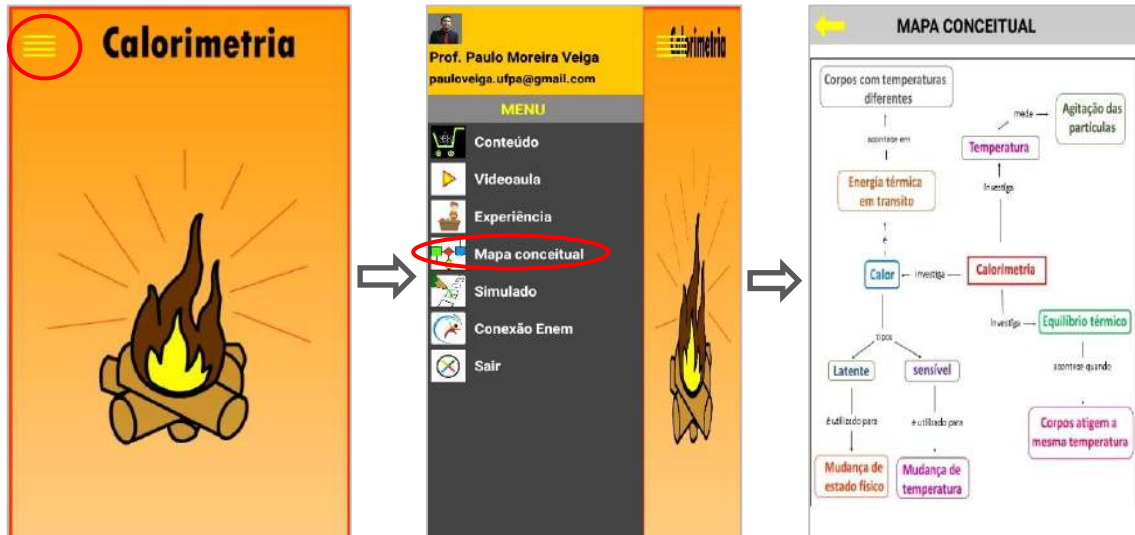 Calorimetria
Prof. Paulo Moreira Veiga
pauloveiga.ufpa@gmail.com
MENU
Conteúdo
Videoaula
Experiência
Mapa conceitual
Simulado
Conexão Enem
Sair
MAPA CONCEITUAL
Corpos com temperaturas
diferentes
acontece em
Energia térmica
em transito
é
Calor
investiga
Calorimetria
Investiga
Temperatura
mede
Agitação das
partículas
Investiga
Equilíbrio térmico
acontece quando
Corpos atigem a
mesma temperatura
tipos
Latente
sensível
é utilizado para
é utilizado para
Mudança de
estado físico
Mudança de
temperatura